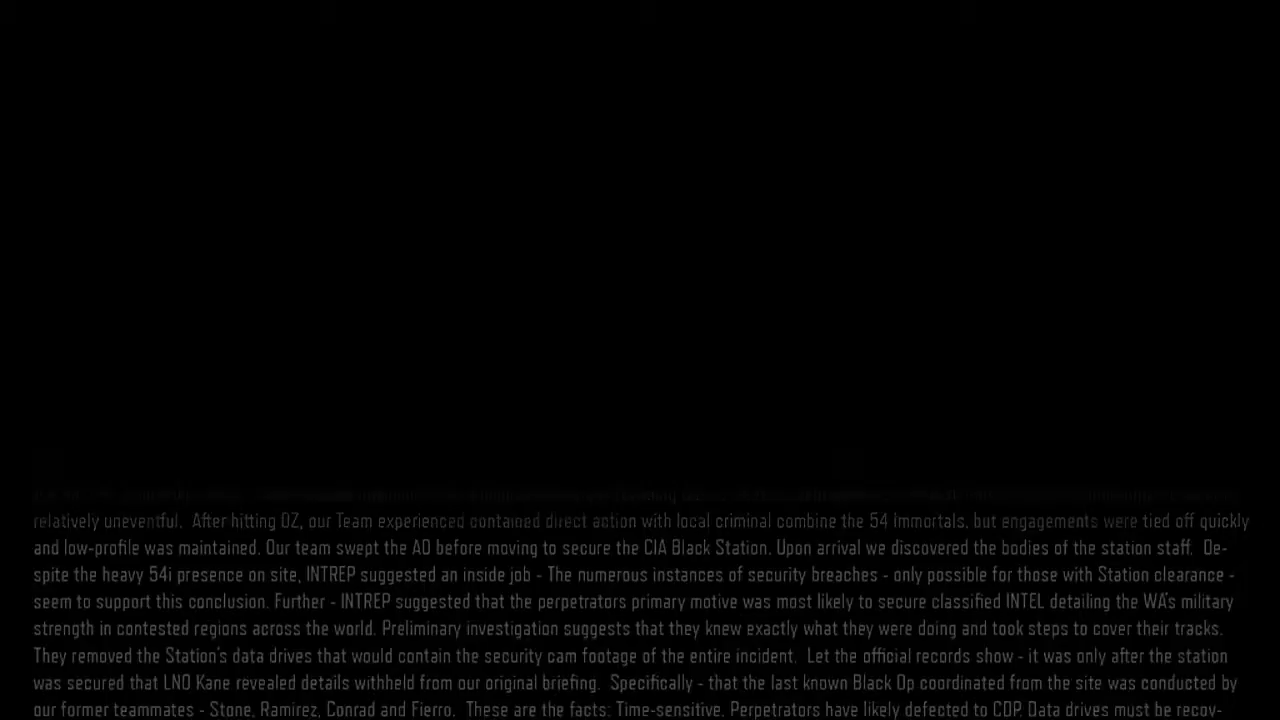 relatively uneventful. After hitting DZ, our Team experienced contained direct action with local criminal combine the 54 Immortals, but engagements were tied off quickly
and low-profile was maintained. Our team swept the AO before moving to secure the CIA Black Station. Upon arrival we discovered the bodies of the station staff. De-
spite the heavy 54i presence on site, INTREP suggested an inside job - The numerous instances of security breaches - only possible for those with Station clearance -
seem to support this conclusion. Further - INTREP suggested that the perpetrators primary motive was most likely to secure classified INTEL detailing the WA's military
strength in contested regions across the world. Preliminary investigation suggests that they knew exactly what they were doing and took steps to cover their tracks.
They removed the Station's data drives that would contain the security cam footage of the entire incident. Let the official records show - it was only after the station
was secured that LNO Kane revealed details withheld from our original briefing. Specifically - that the last known Black Op coordinated from the site was conducted by
our former teammates - Stone, Ramirez, Conrad and Fierro. These are the facts: Time-sensitive. Perpetrators have likely defected to CDP. Data drives must be recov-